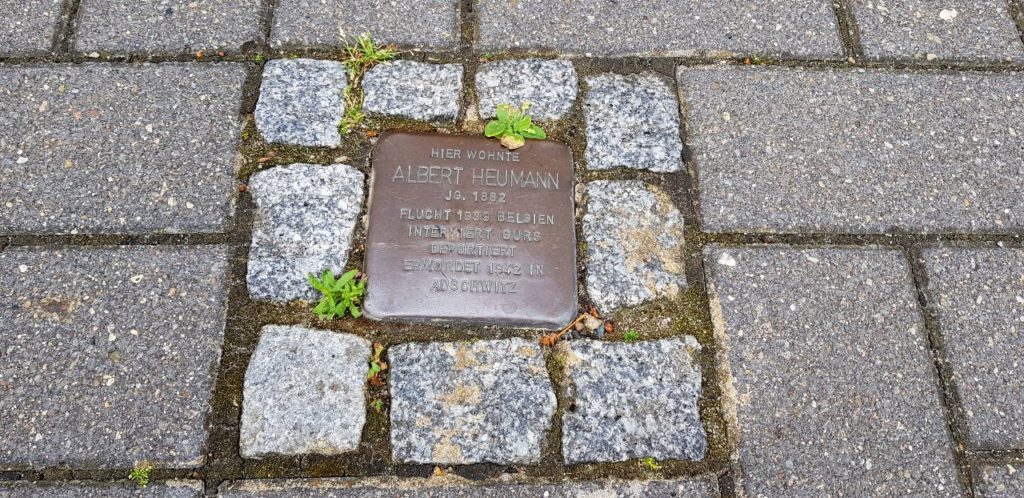 HIER WOHNTE
ALBERT HEUMANN
JG. 1882
FLUCHT 1939 BELGIEN
INTERNIERT GURS
DEPORTIERT
ERMORDET 1942 IN
AUSCHWITZ